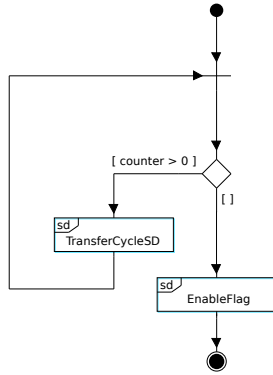 [ counter > 0 ]
[ ]
sd
TransferCycleSD
sd
EnableFlag